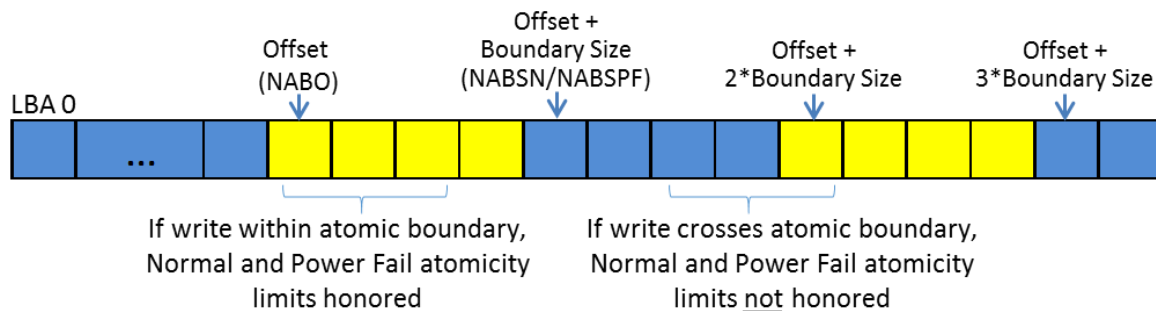 Offset
(NABO)
Offset +
Boundary Size
(NABSN/NABSPF)
Offset +
2*Boundary Size
Offset +
3*Boundary Size
LBA 0
...
If write within atomic boundary,
Normal and Power Fail atomicity
limits honored
If write crosses atomic boundary,
Normal and Power Fail atomicity
limits not honored